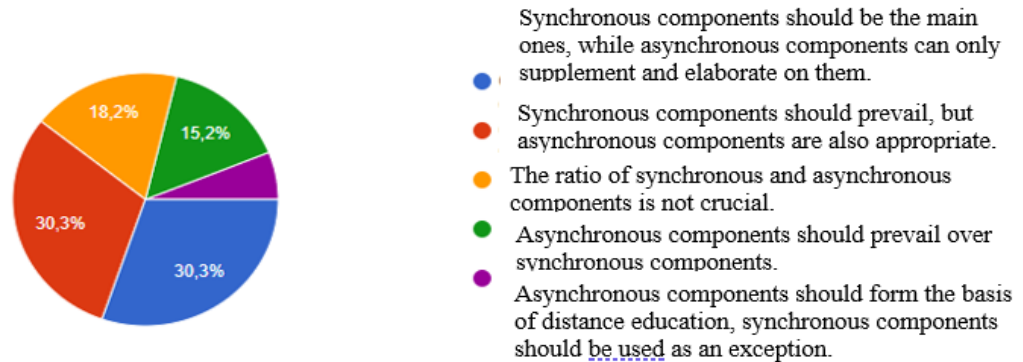 18,2%
15,2%
30,3%
30,3%
Synchronous components should be the main
ones, while asynchronous components can only
supplement and elaborate on them.
Synchronous components should prevail, but
asynchronous components are also appropriate.
The ratio of synchronous and asynchronous
components is not crucial.
Asynchronous components should prevail over
synchronous components.
Asynchronous components should form the basis
of distance education, synchronous components
should be used as an exception.